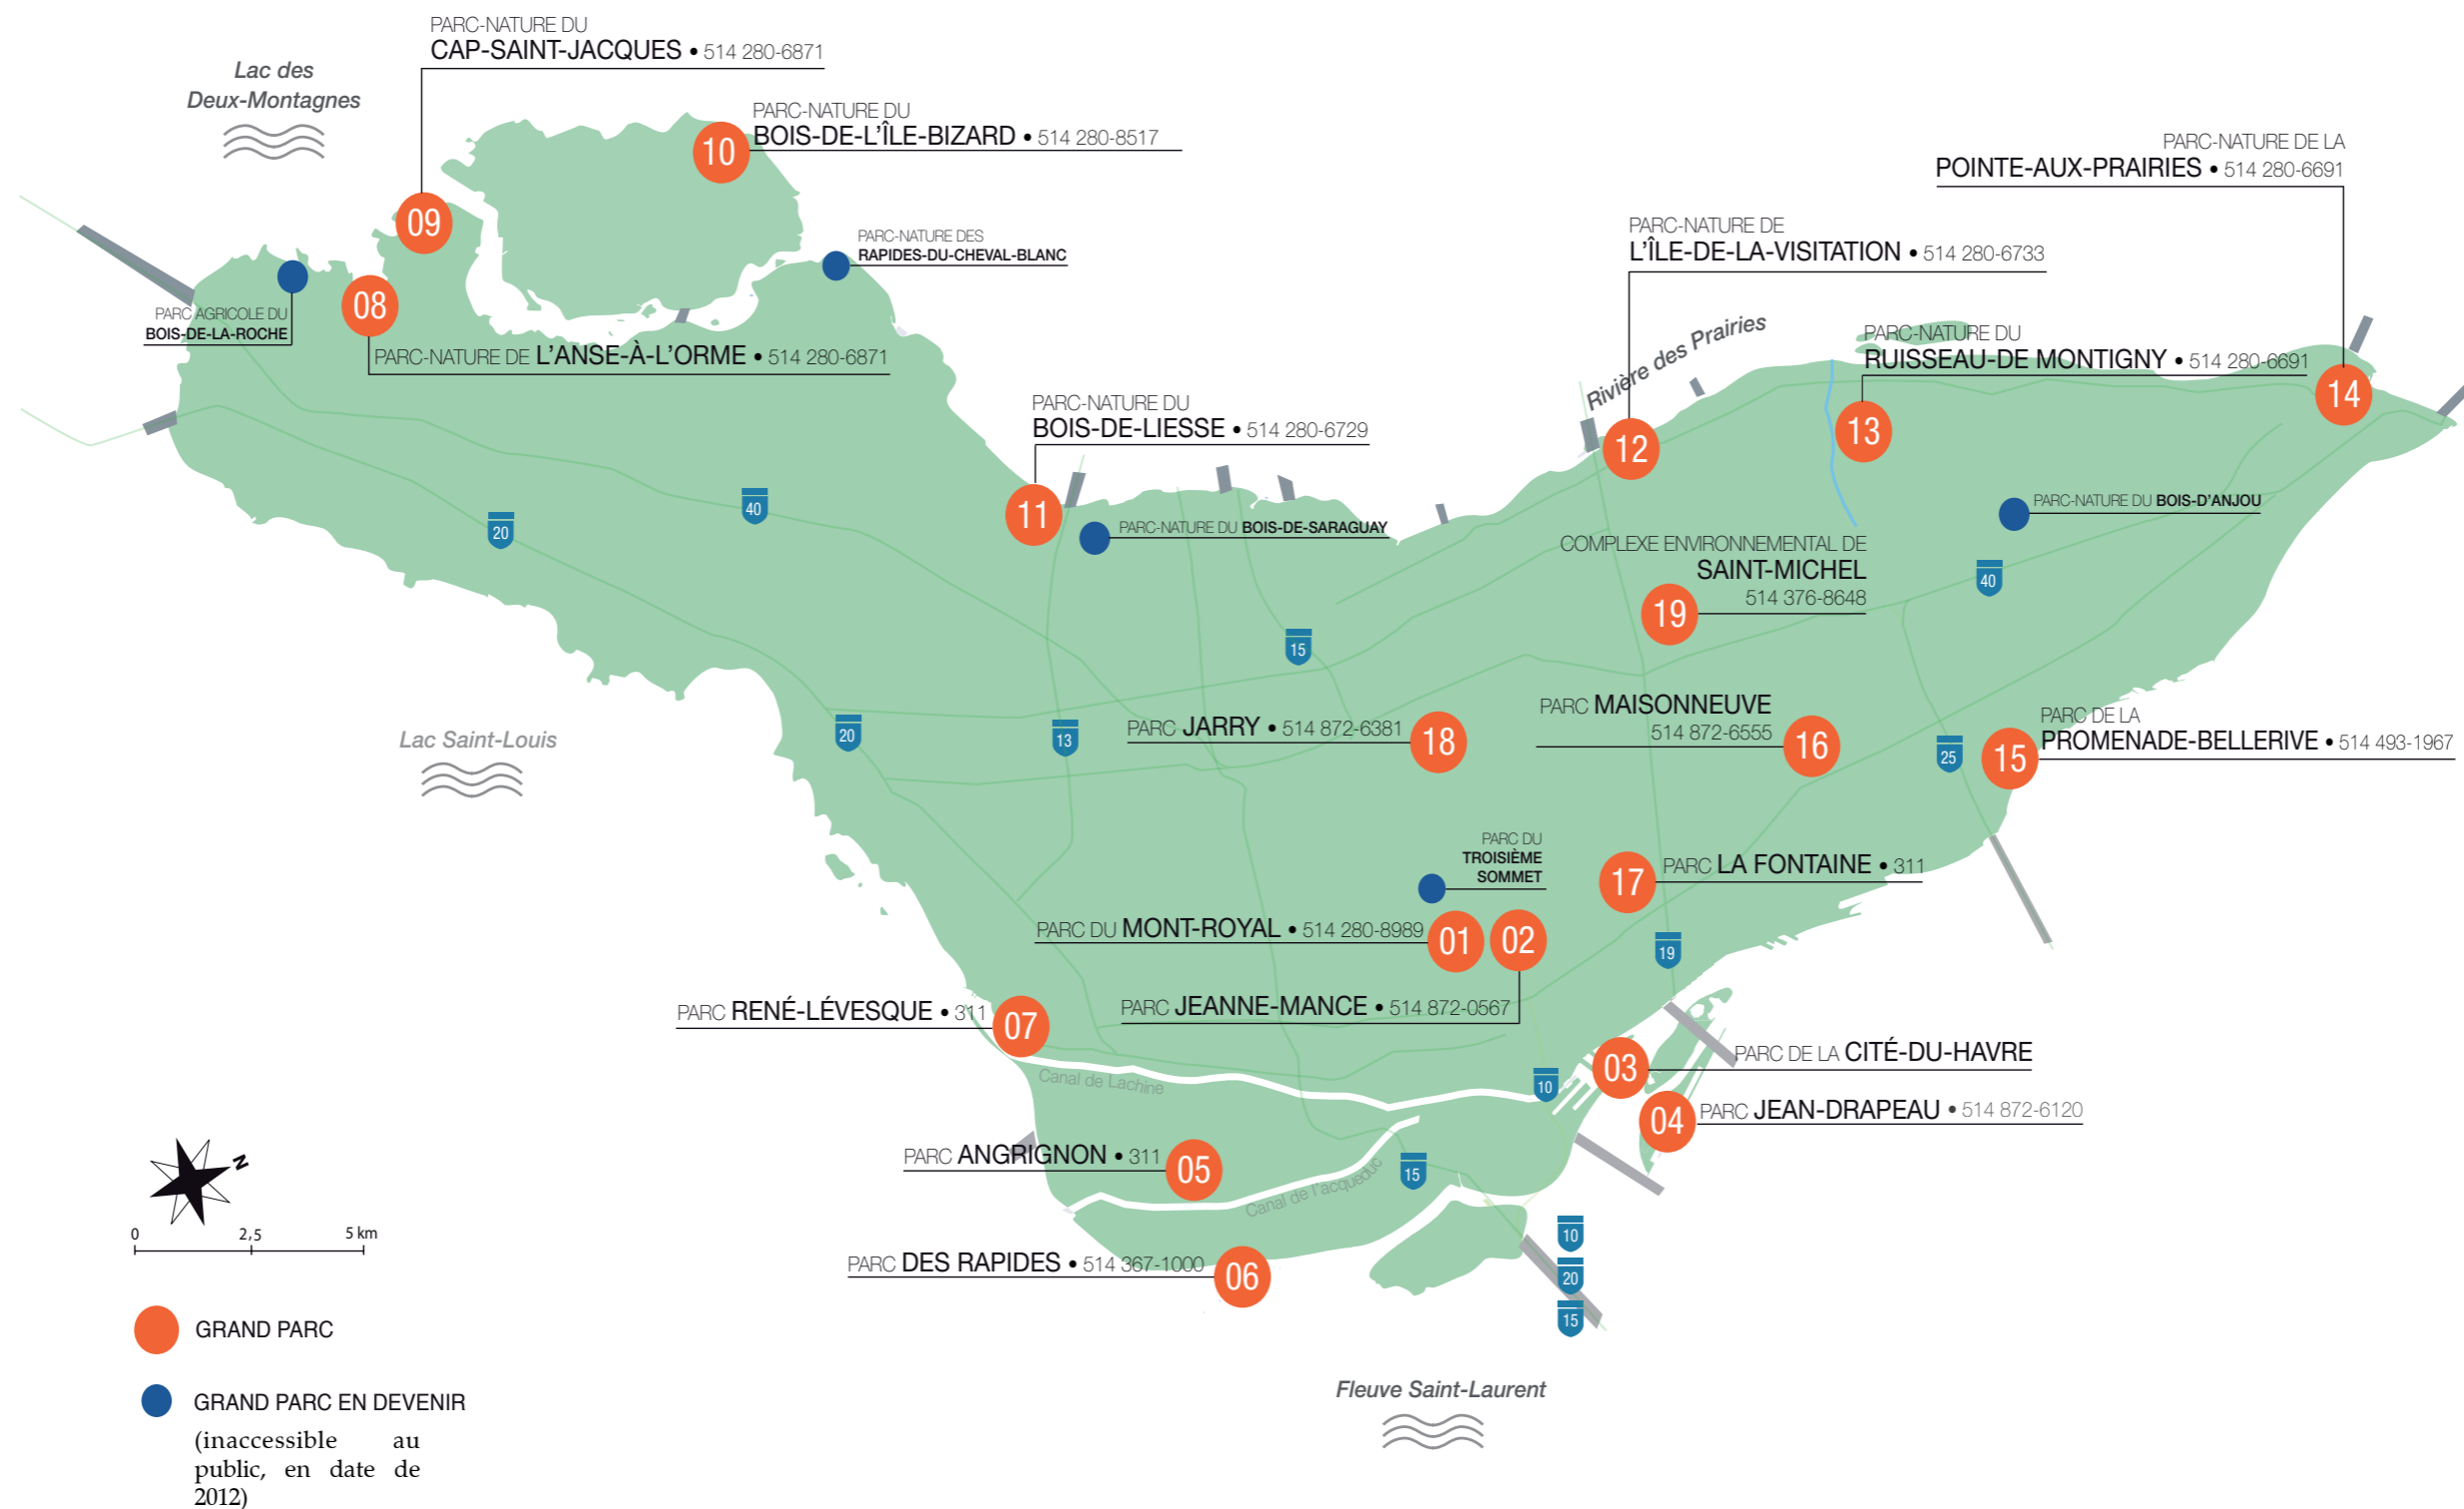 PARC-NATURE DU
CAP-SAINT-JACQUES • 514 280-6871
Lac des
Deux-Montagnes
PARC-NATURE DU
BOIS-DE-L'ÎLE-BIZARD • 514 280-8517
10
PARC-NATURE DE LA
POINTE-AUX-PRAIRIES • 514 280-6691
09
PARC-NATURE DES
RAPIDES-DU-CHEVAL-BLANC
PARC-NATURE DE
L'ÎLE-DE-LA-VISITATION • 514 280-6733
08
PARC AGRICOLE DU
BOIS-DE-LA-ROCHE
PARC-NATURE DE L'ANSE-À-L'ORME • 514 280-6871
Rivière des Prairies
PARC-NATURE DU
RUISSEAU-DE MONTIGNY • 514 280-6691
14
PARC-NATURE DU
BOIS-DE-LIESSE • 514 280-6729
12
13
40
20
11
PARC-NATURE DU BOIS-DE-SARAGUAY
PARC-NATURE DU BOIS-D'ANJOU
COMPLEXE ENVIRONNEMENTAL DE
SAINT-MICHEL
514 376-8648
19
40
15
Lac Saint-Louis
20
13
PARC JARRY • 514 872-6381
18
PARC MAISONNEUVE
514 872-6555
16
25
15
PARC DE LA
PROMENADE-BELLERIVE • 514 493-1967
PARC DU
TROISIÈME
SOMMET
17
PARC LA FONTAINE • 311
PARC DU MONT-ROYAL • 514 280-8989
01
02
19
PARC RENÉ-LÉVESQUE • 311
07
PARC JEANNE-MANCE • 514 872-0567
Canal de Lachine
10
03
PARC DE LA CITÉ-DU-HAVRE
04
PARC JEAN-DRAPEAU • 514 872-6120
PARC ANGRIGNON • 311
05
Canal de l'acqueduc
15
N
0
2,5
5 km
PARC DES RAPIDES • 514 367-1000
06
10
20
15
GRAND PARC
GRAND PARC EN DEVENIR
(inaccessible au
public, en date de
2012)
Fleuve Saint-Laurent